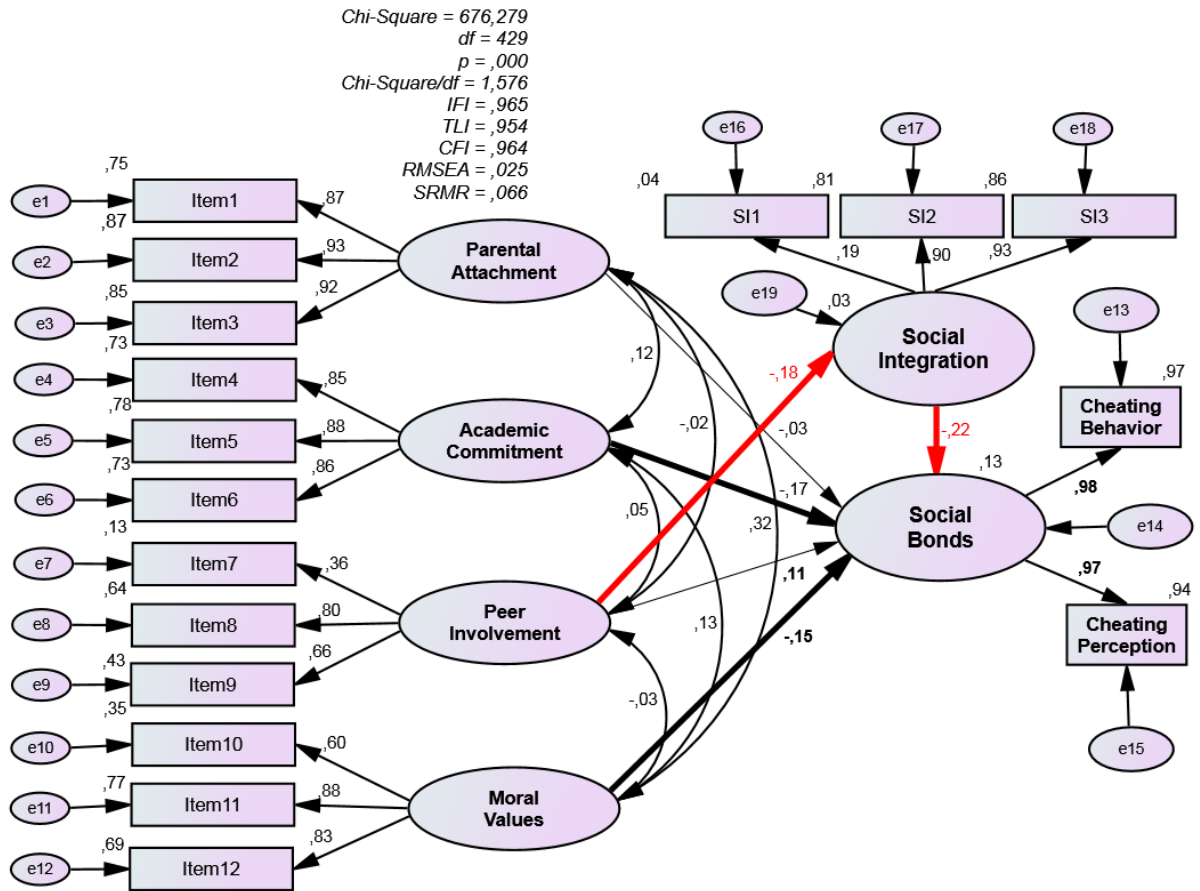 Chi-Square = 676,279
df = 429
p = ,000
Chi-Square/df = 1,576
IFI = ,965
TLI = ,954
CFI = ,964
RMSEA = ,025
SRMR = ,066
e16
e17
e18
,04
,81
,86
SI1
SI2
SI3
,19
,90
,93
e19
,03
Social
Integration
e13
,97
Cheating
Behavior
,98
,75
e1
Item1
,87
,87
e2
Item2
,93
,85
e3
Item3
,92
,73
Parental
Attachment
e4
Item4
,85
,78
e5
Item5
,88
,73
e6
Item6
,86
Academic
Commitment
,13
e7
Item7
,36
,64
e8
Item8
,80
,43
e9
Item9
,66
Peer
Involvement
,35
e10
Item10
,60
,77
e11
Item11
,88
,69
e12
Item12
,83
Moral
Values
,12
-,02
,05
,32
,13
-,03
-,18
-,03
-,17
,11
-,15
-,22
,13
Social
Bonds
e14
,97
,94
Cheating
Perception
e15